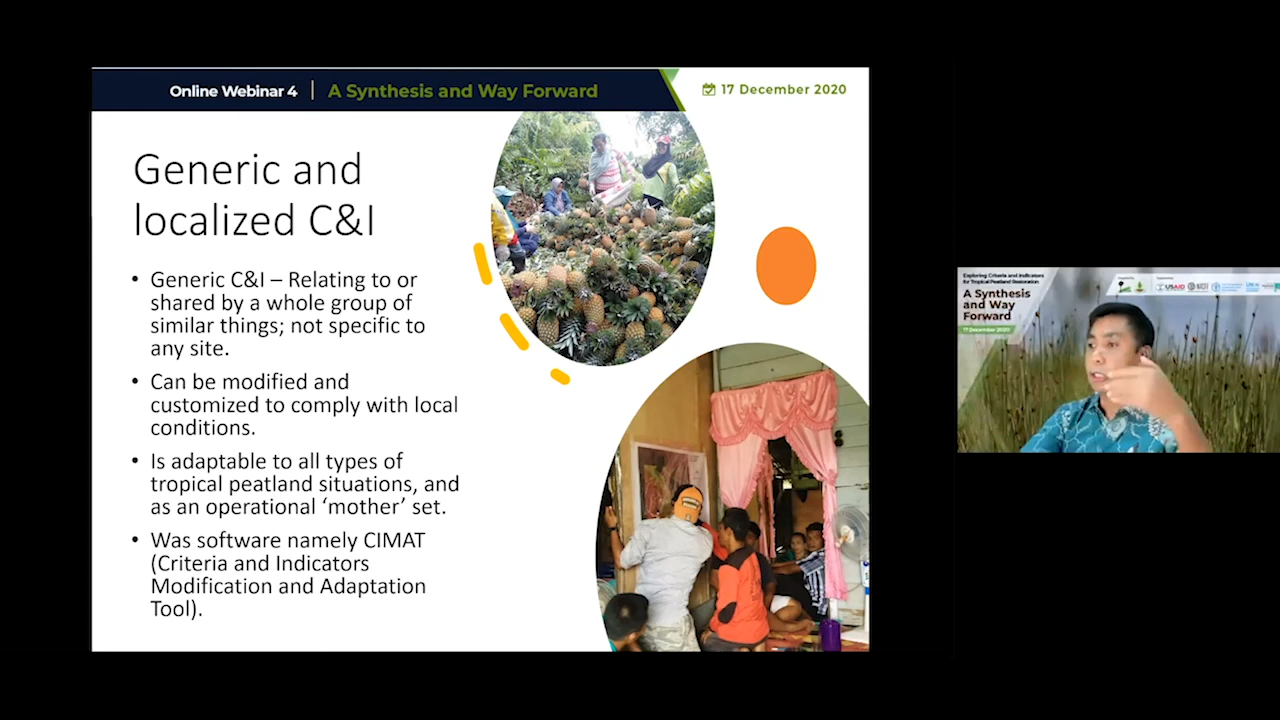 Online Webinar 4 | A Synthesis and Way Forward
17 December 2020
Generic and
localized C&I
• Generic C&I – Relating to or
shared by a whole group of
similar things; not specific to
any site.
• Can be modified and
customized to comply with local
conditions.
• Is adaptable to all types of
tropical peatland situations, and
as an operational ‘mother’ set.
• Was software namely CIMAT
(Criteria and Indicators
Modification and Adaptation
Tool).
Exploring Criteria and Indicators
for Tropical Peatland Restoration
A Synthesis
and Way
Forward
17 December 2020
USAID